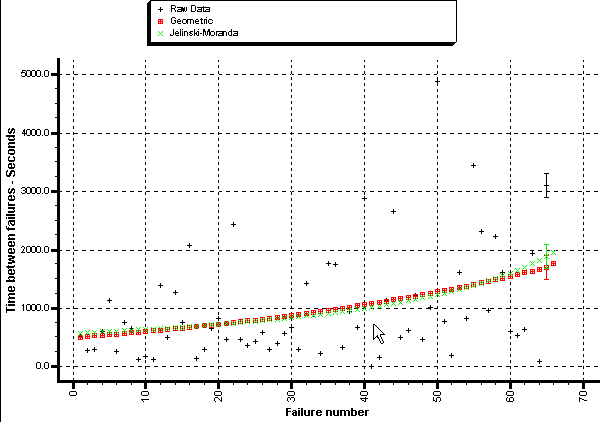 Raw Data
Geometric
Jelinski-Moranda
5000.0
4000.0
3000.0
2000.0
1000.0
0.0
Time between failures - Seconds
0
10
20
30
40
50
60
70
Failure number